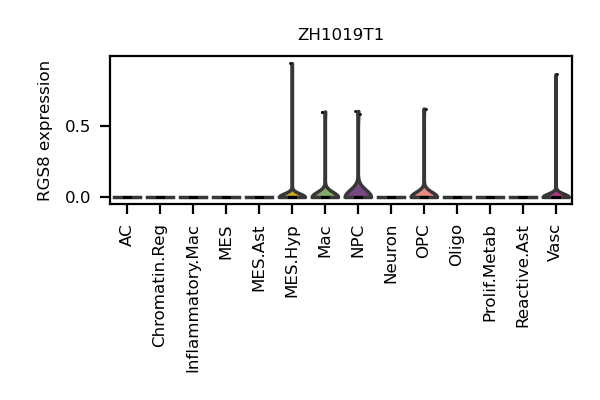 ZH1019T1
RGS8 expression
0.5
0.0
AC
Chromatin.Reg
Inflammatory.Mac
MES
MES.Ast
MES.Hyp
Mac
NPC
Neuron
OPC
Oligo
Prolif.Metab
Reactive.Ast
Vasc